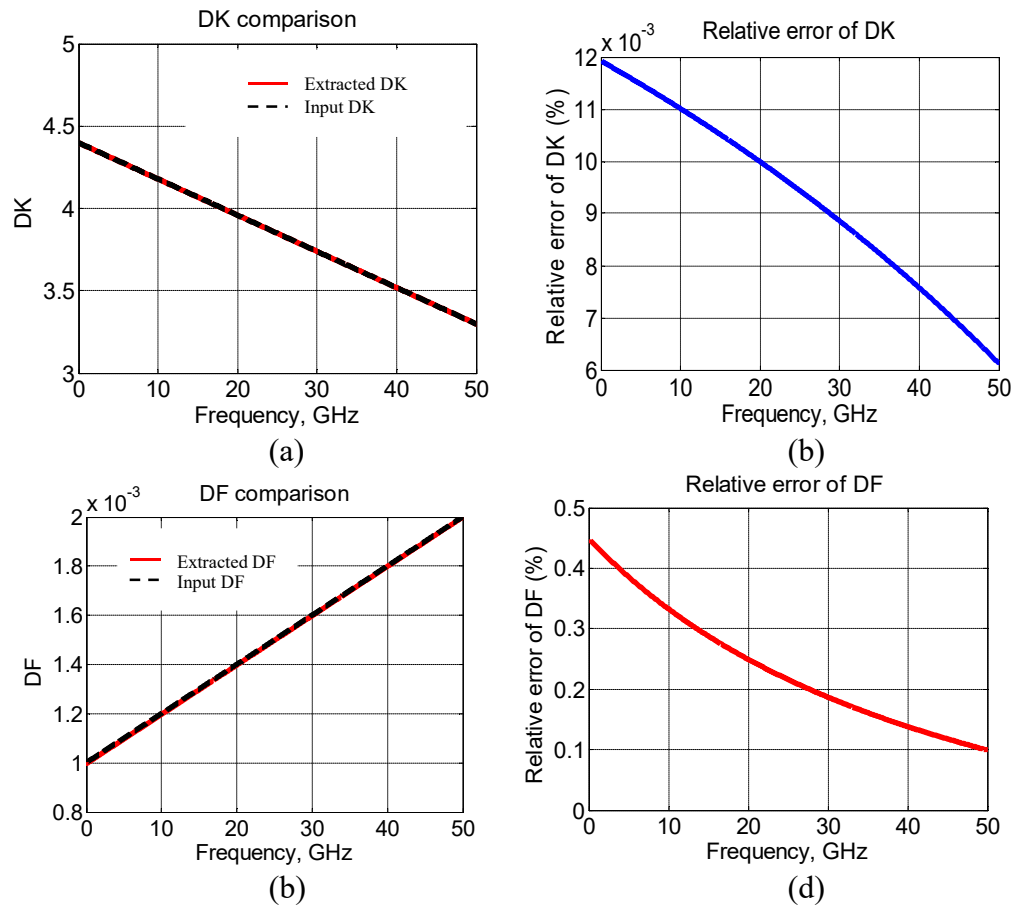 DK comparison
5
4.5
4
3.5
3
DK
Extracted DK
Input DK
0 10 20 30 40 50
Frequency, GHz
(a)
Relative error of DK
x 10-3
12
11
10
9
8
7
6
Relative error of DK (%)
0 10 20 30 40 50
Frequency, GHz
(b)
DF comparison
x 10-3
2
1.8
1.6
1.4
1.2
1
0.8
DF
Extracted DF
Input DF
0 10 20 30 40 50
Frequency, GHz
(b)
Relative error of DF
0.5
0.4
0.3
0.2
0.1
0
Relative error of DF (%)
0 10 20 30 40 50
Frequency, GHz
(d)